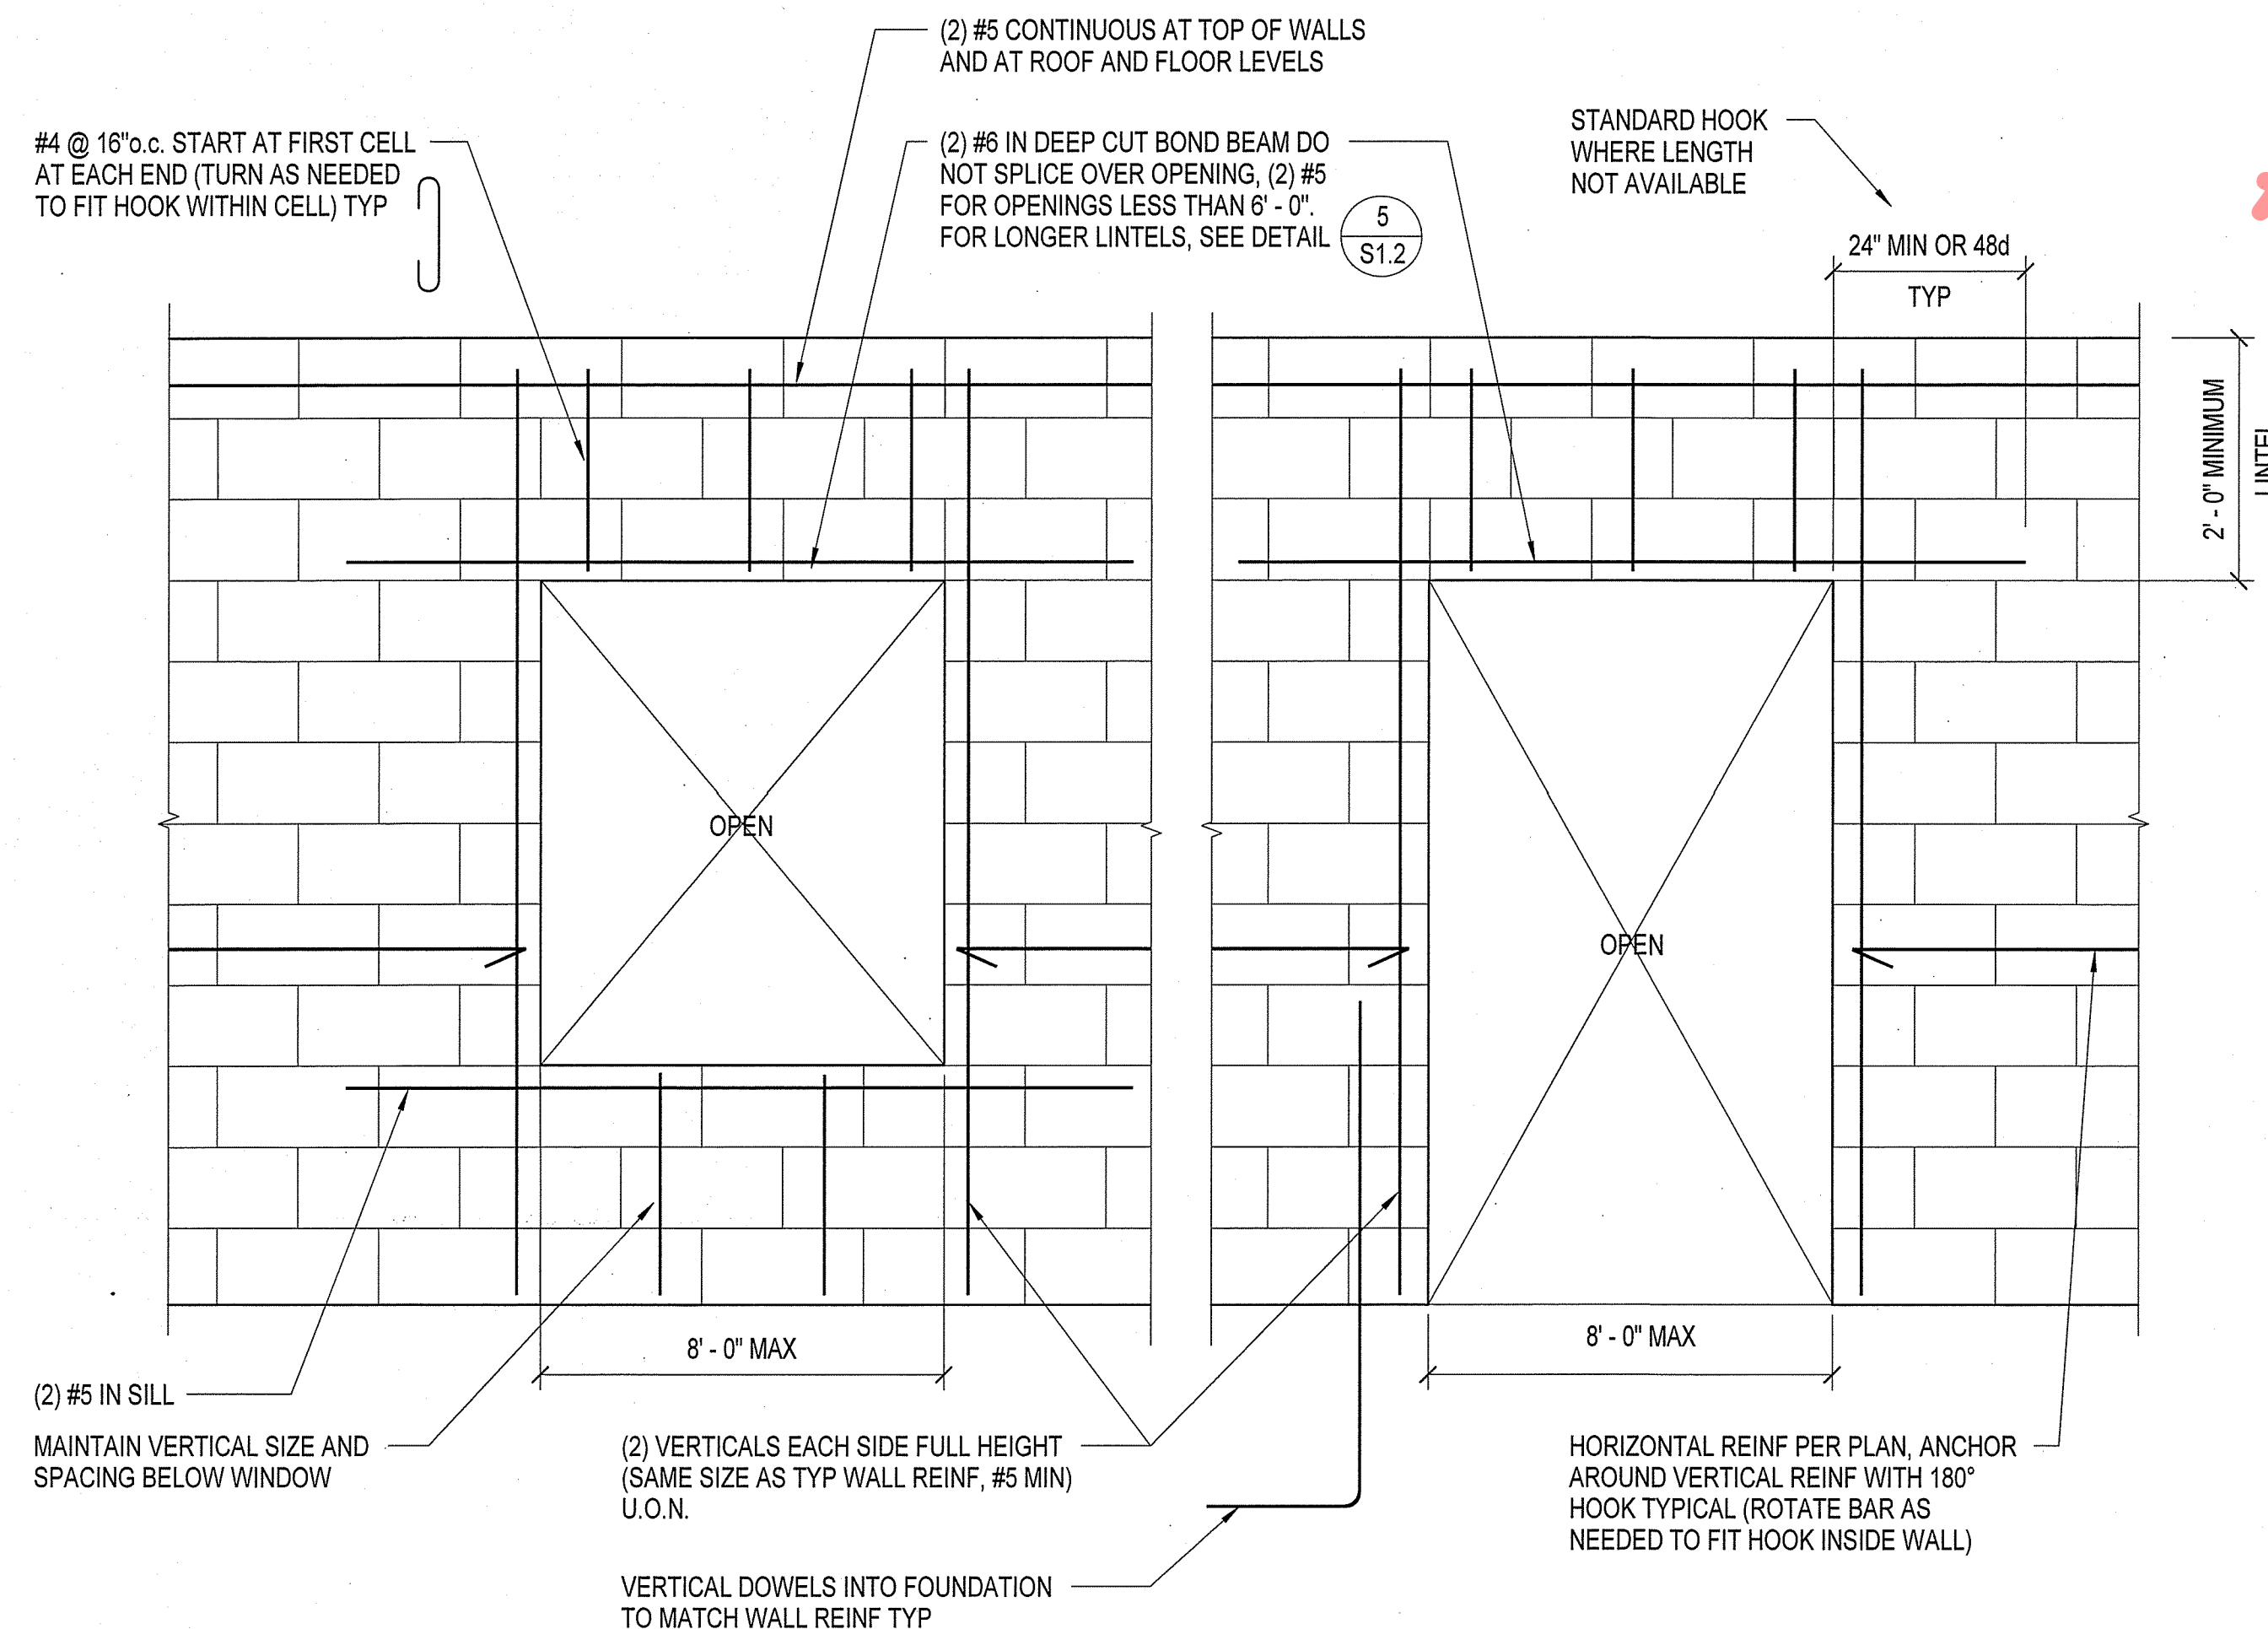 (2) #5 CONTINUOUS AT TOP OF WALLS
AND AT ROOF AND FLOOR LEVELS
#4 @ 16"o.c. START AT FIRST CELL
AT EACH END (TURN AS NEEDED
TO FIT HOOK WITHIN CELL) TYP
(2) #6 IN DEEP CUT BOND BEAM DO
NOT SPLICE OVER OPENING, (2) #5
FOR OPENINGS LESS THAN 6' - 0".
FOR LONGER LINTELS, SEE DETAIL
5
S1.2
STANDARD HOOK
WHERE LENGTH
NOT AVAILABLE
24" MIN OR 48d
TYP
2' - 0" MINIMUM
LINTEL
OPEN
OPEN
8' - 0" MAX
8' - 0" MAX
(2) #5 IN SILL
MAINTAIN VERTICAL SIZE AND
SPACING BELOW WINDOW
(2) VERTICALS EACH SIDE FULL HEIGHT
(SAME SIZE AS TYP WALL REINF, #5 MIN)
U.O.N.
VERTICAL DOWELS INTO FOUNDATION
TO MATCH WALL REINF TYP
HORIZONTAL REINF PER PLAN, ANCHOR
AROUND VERTICAL REINF WITH 180°
HOOK TYPICAL (ROTATE BAR AS
NEEDED TO FIT HOOK INSIDE WALL)